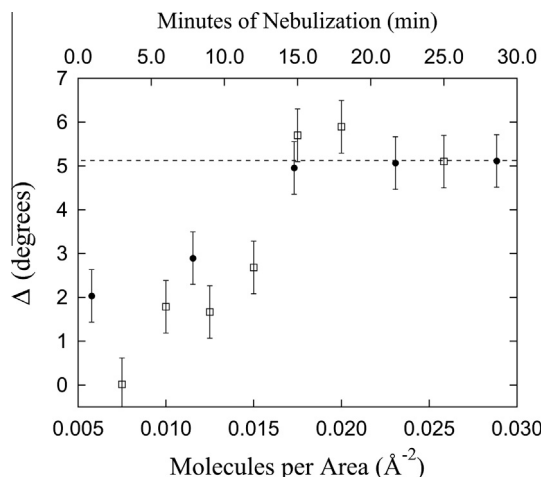 Minutes of Nebulization (min)
0.0 5.0 10.0 15.0 20.0 25.0 30.0
7
6
5
4
3
2
1
0
Δ (degrees)
0.005 0.010 0.015 0.020 0.025 0.030
Molecules per Area (Å⁻²)